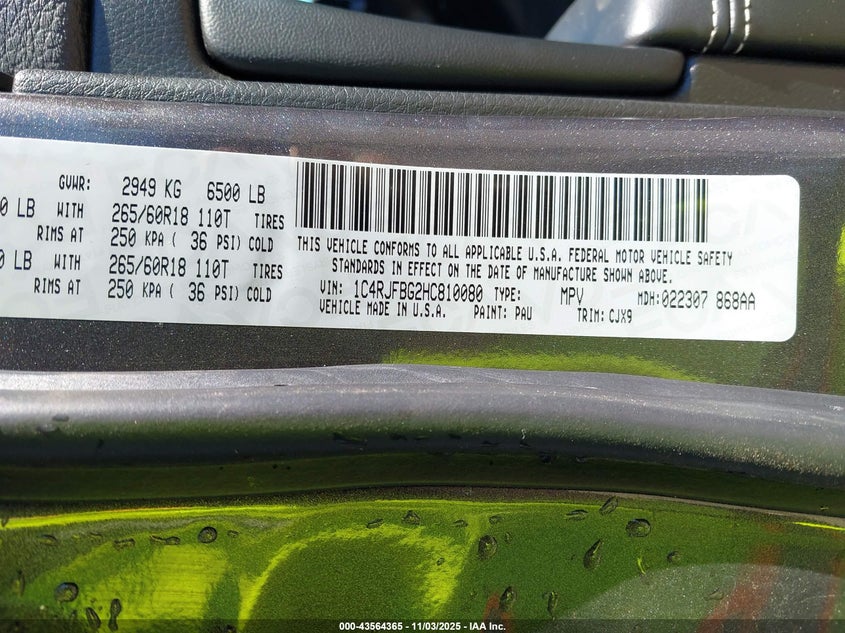 GVWR: 2949 KG 6500 LB
0 LB WITH 265/60R18 110T TIRES
RIMS AT 250 KPA ( 36 PSI) COLD
0 LB WITH 265/60R18 110T TIRES
RIMS AT 250 KPA ( 36 PSI) COLD
THIS VEHICLE CONFORMS TO ALL APPLICABLE U.S.A. FEDERAL MOTOR VEHICLE SAFETY
STANDARDS IN EFFECT ON THE DATE OF MANUFACTURE SHOWN ABOVE.
VIN: 1C4RJFBG2HC810080 TYPE: MPV MDH:022307 868AA
VEHICLE MADE IN U.S.A. PAINT: PAU TRIM: CJX9
000-43564365 - 11/03/2025 - IAA Inc.